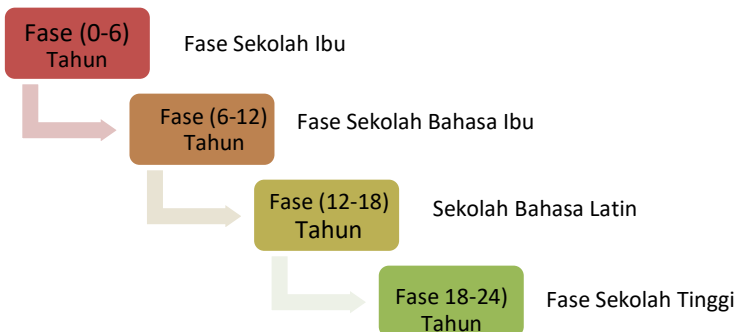 Fase (0-6)
Tahun
Fase Sekolah Ibu
Fase (6-12)
Tahun
Fase Sekolah Bahasa Ibu
Fase (12-18)
Tahun
Sekolah Bahasa Latin
Fase 18-24)
Tahun
Fase Sekolah Tinggi